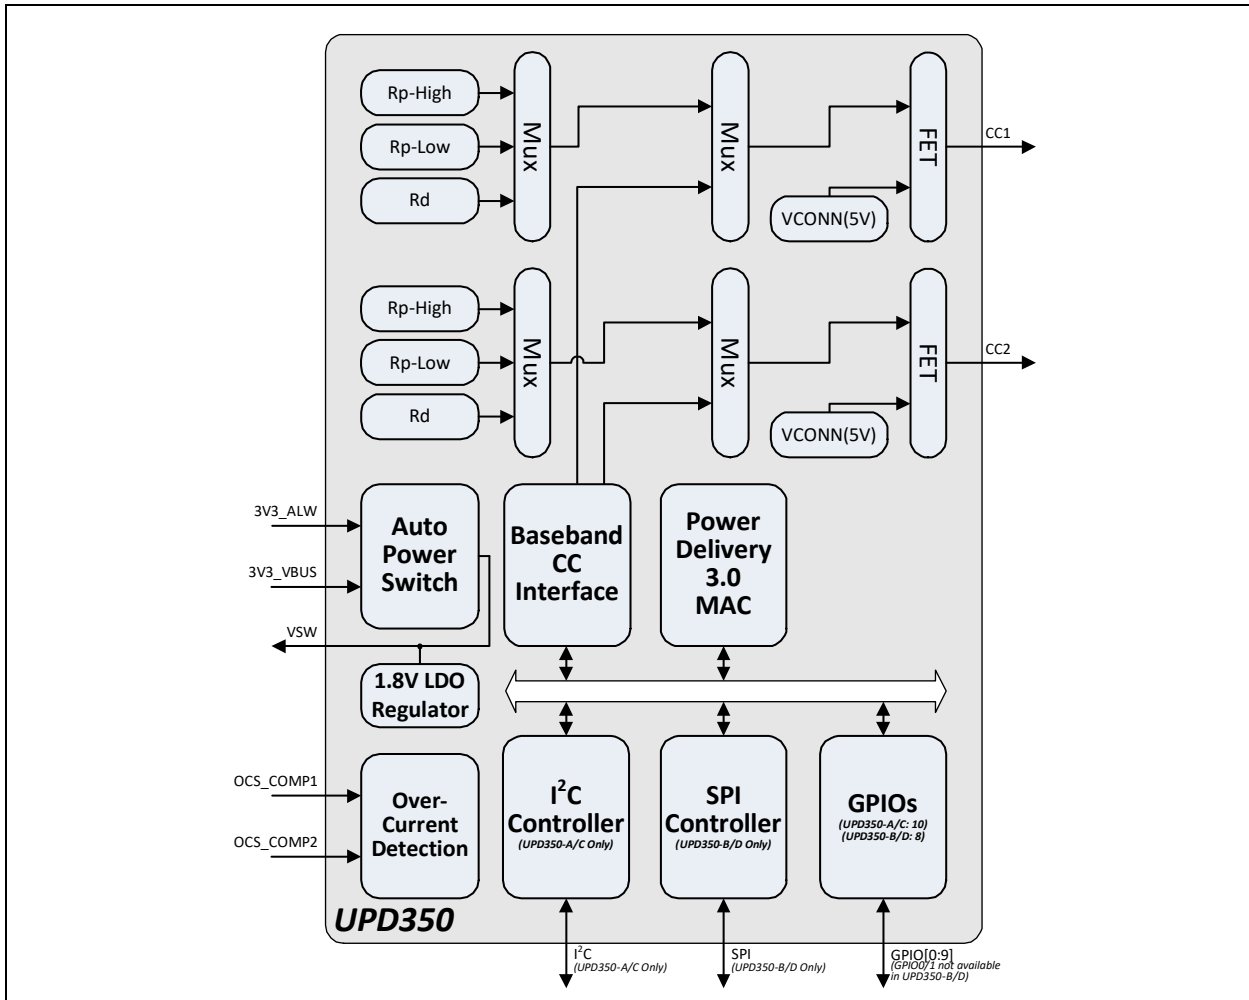 Rp-High
Rp-Low
Rd
Mux
Mux
VCONN(5V)
FET
CC1
Rp-High
Rp-Low
Rd
Mux
Mux
VCONN(5V)
FET
CC2
3V3_ALW
3V3_VBUS
VSW
Auto
Power
Switch
Baseband
CC
Interface
Power
Delivery
3.0
MAC
1.8V LDO
Regulator
OCS_COMP1
OCS_COMP2
Over-
Current
Detection
I²C
Controller
(UPD350-A/C Only)
SPI
Controller
(UPD350-B/D Only)
GPIOs
(UPD350-A/C: 10)
(UPD350-B/D: 8)
UPD350
I²C
(UPD350-A/C Only)
SPI
(UPD350-B/D Only)
GPIO[0:9]
(GPIO0/1 not available
in UPD350-B/D)